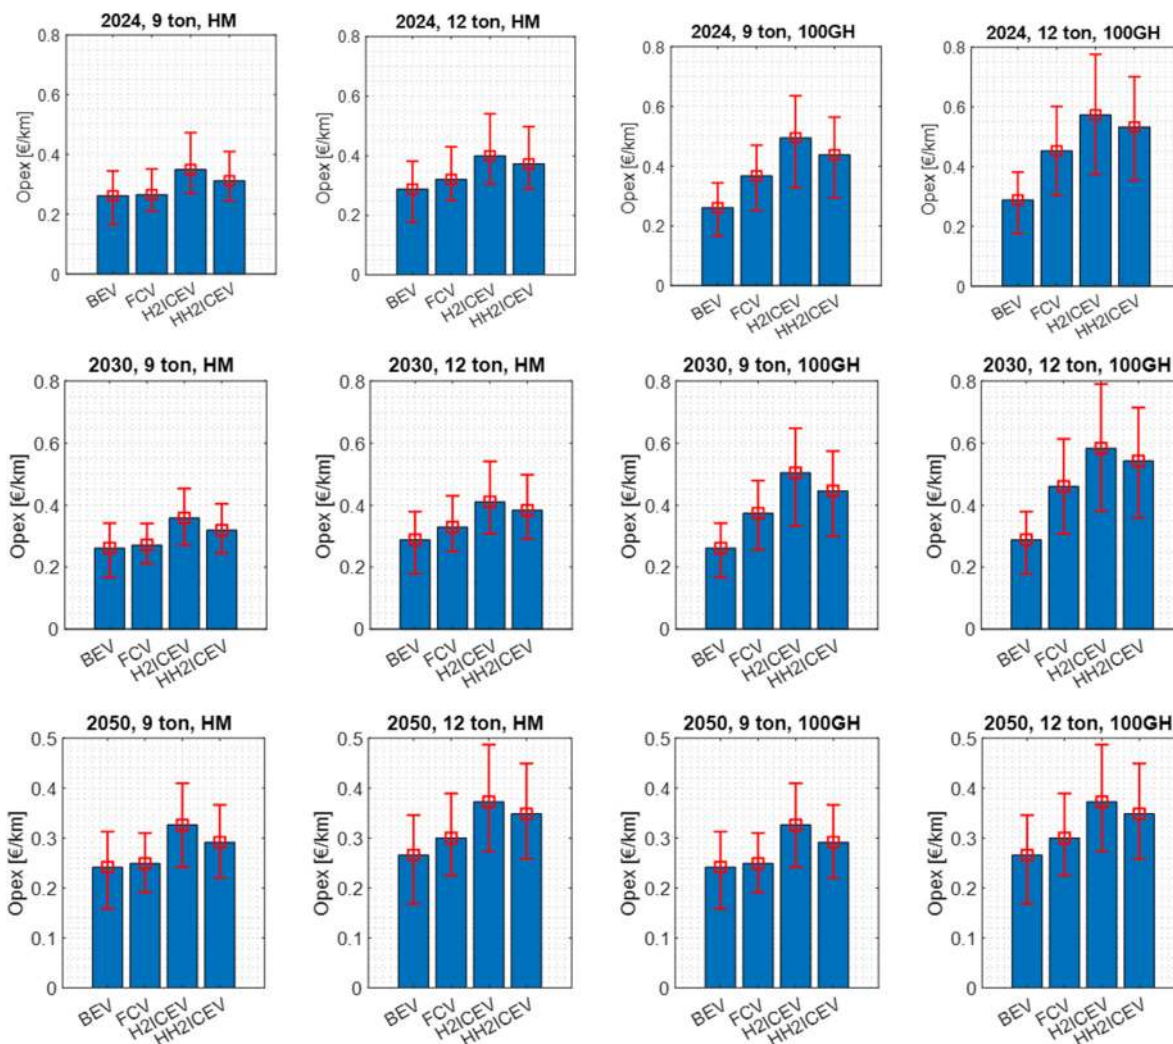 2024, 9 ton, HM
Opex [€/km]
0.8
0.6
0.4
0.2
0
BEV
FCV
H2ICEV
HH2ICEV
2024, 12 ton, HM
Opex [€/km]
0.8
0.6
0.4
0.2
0
BEV
FCV
H2ICEV
HH2ICEV
2024, 9 ton, 100GH
Opex [€/km]
0.8
0.6
0.4
0.2
0
BEV
FCV
H2ICEV
HH2ICEV
2024, 12 ton, 100GH
Opex [€/km]
0.8
0.6
0.4
0.2
0
BEV
FCV
H2ICEV
HH2ICEV
2030, 9 ton, HM
Opex [€/km]
0.8
0.6
0.4
0.2
0
BEV
FCV
H2ICEV
HH2ICEV
2030, 12 ton, HM
Opex [€/km]
0.8
0.6
0.4
0.2
0
BEV
FCV
H2ICEV
HH2ICEV
2030, 9 ton, 100GH
Opex [€/km]
0.8
0.6
0.4
0.2
0
BEV
FCV
H2ICEV
HH2ICEV
2030, 12 ton, 100GH
Opex [€/km]
0.8
0.6
0.4
0.2
0
BEV
FCV
H2ICEV
HH2ICEV
2050, 9 ton, HM
Opex [€/km]
0.5
0.4
0.3
0.2
0.1
0
BEV
FCV
H2ICEV
HH2ICEV
2050, 12 ton, HM
Opex [€/km]
0.5
0.4
0.3
0.2
0.1
0
BEV
FCV
H2ICEV
HH2ICEV
2050, 9 ton, 100GH
Opex [€/km]
0.5
0.4
0.3
0.2
0.1
0
BEV
FCV
H2ICEV
HH2ICEV
2050, 12 ton, 100GH
Opex [€/km]
0.5
0.4
0.3
0.2
0.1
0
BEV
FCV
H2ICEV
HH2ICEV